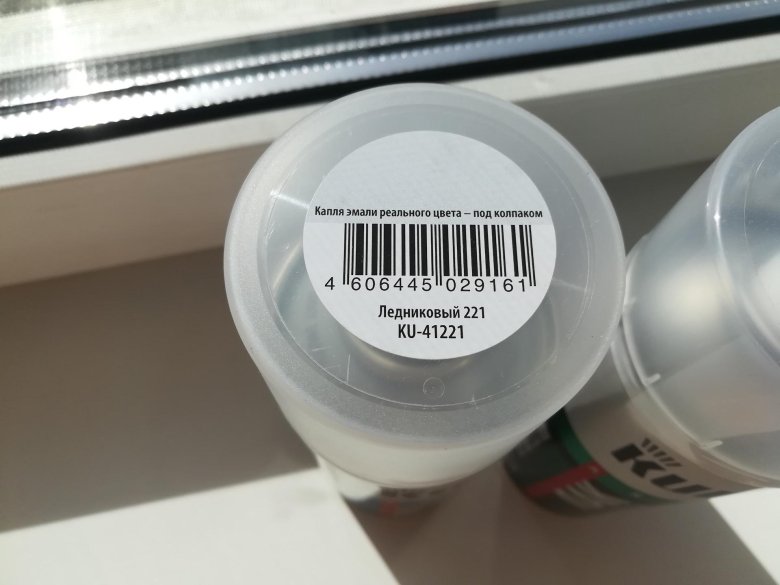 Капля эмали реального цвета – под колпаком
4 606445 029161
Ледниковый 221
KU-41221